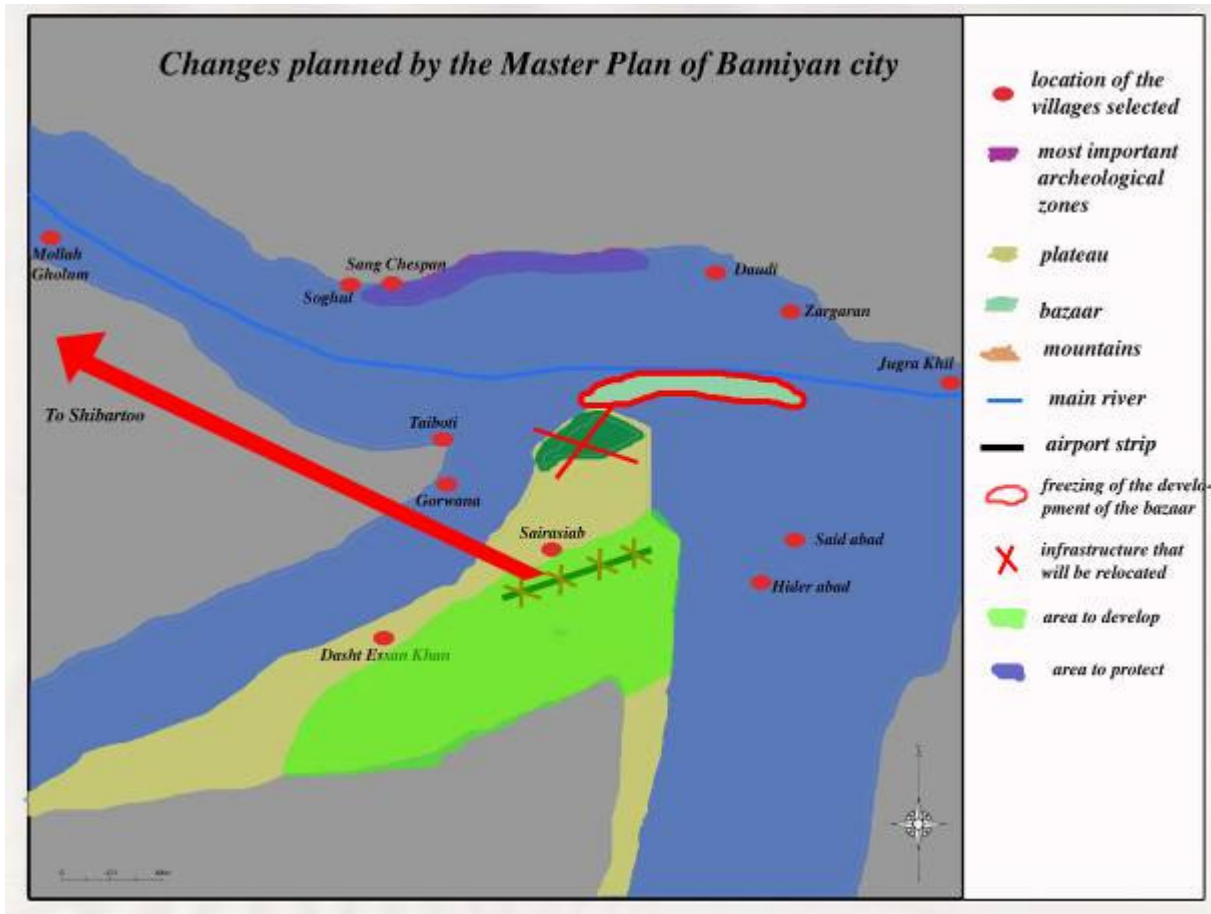 Changes planned by the Master Plan of Bamiyan city
Mollah
Gholam
Sang Chespan
Soghul
Daudi
Zargaran
Jugra Khil
To Shibartoo
Taiboti
Gorwana
Sairasiab
Said abad
Hider abad
Dasht Essan Khan
location of the
villages selected
most important
archeological
zones
plateau
bazaar
mountains
main river
airport strip
freezing of the develo-
pment of the bazaar
infrastructure that
will be relocated
area to develop
area to protect